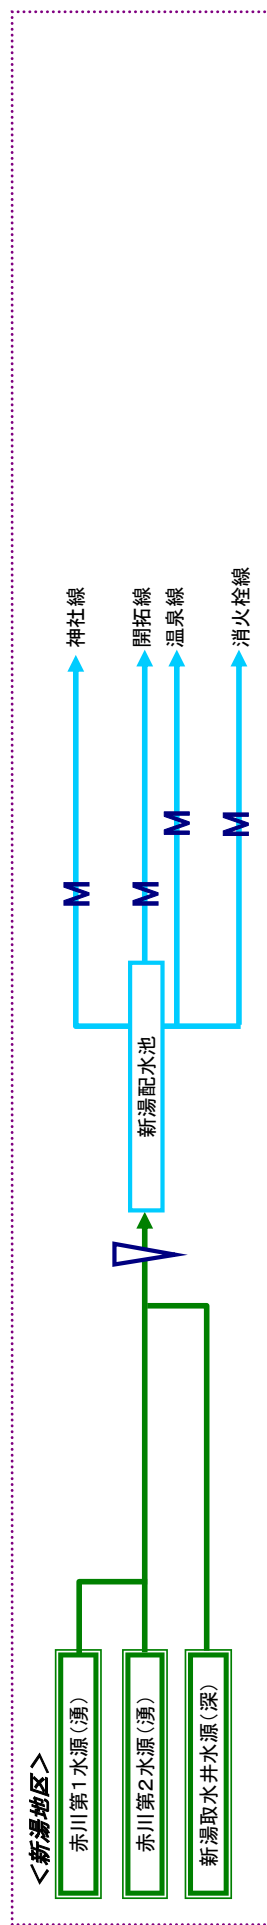 <新湯地区>
赤川第1水源(湧)
赤川第2水源(湧)
新湯取水井水源(深)
新湯配水池
M
M
M
M
神社線
開拓線
温泉線
消火栓線